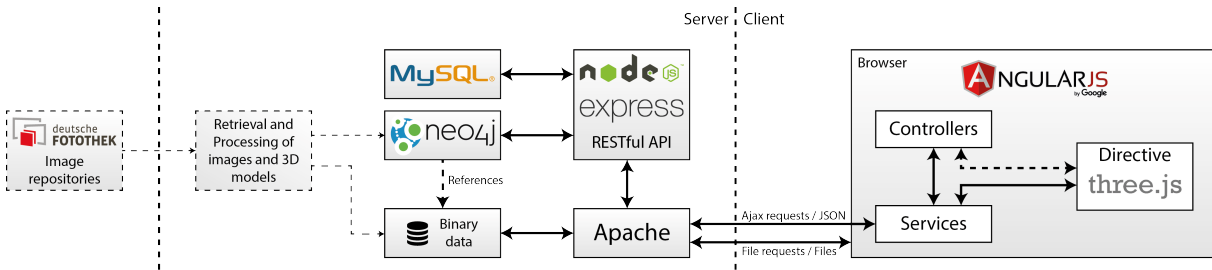 Server
Client
deutsche
FOTOTHEK
Image
repositories
Retrieval and
Processing of
images and 3D
models
MySQL®
neo4j
References
Binary
data
node
JS
™
express
RESTful API
Apache
Ajax requests / JSON
File requests / Files
Browser
ANGULARJS
by Google
Controllers
Services
Directive
three.js